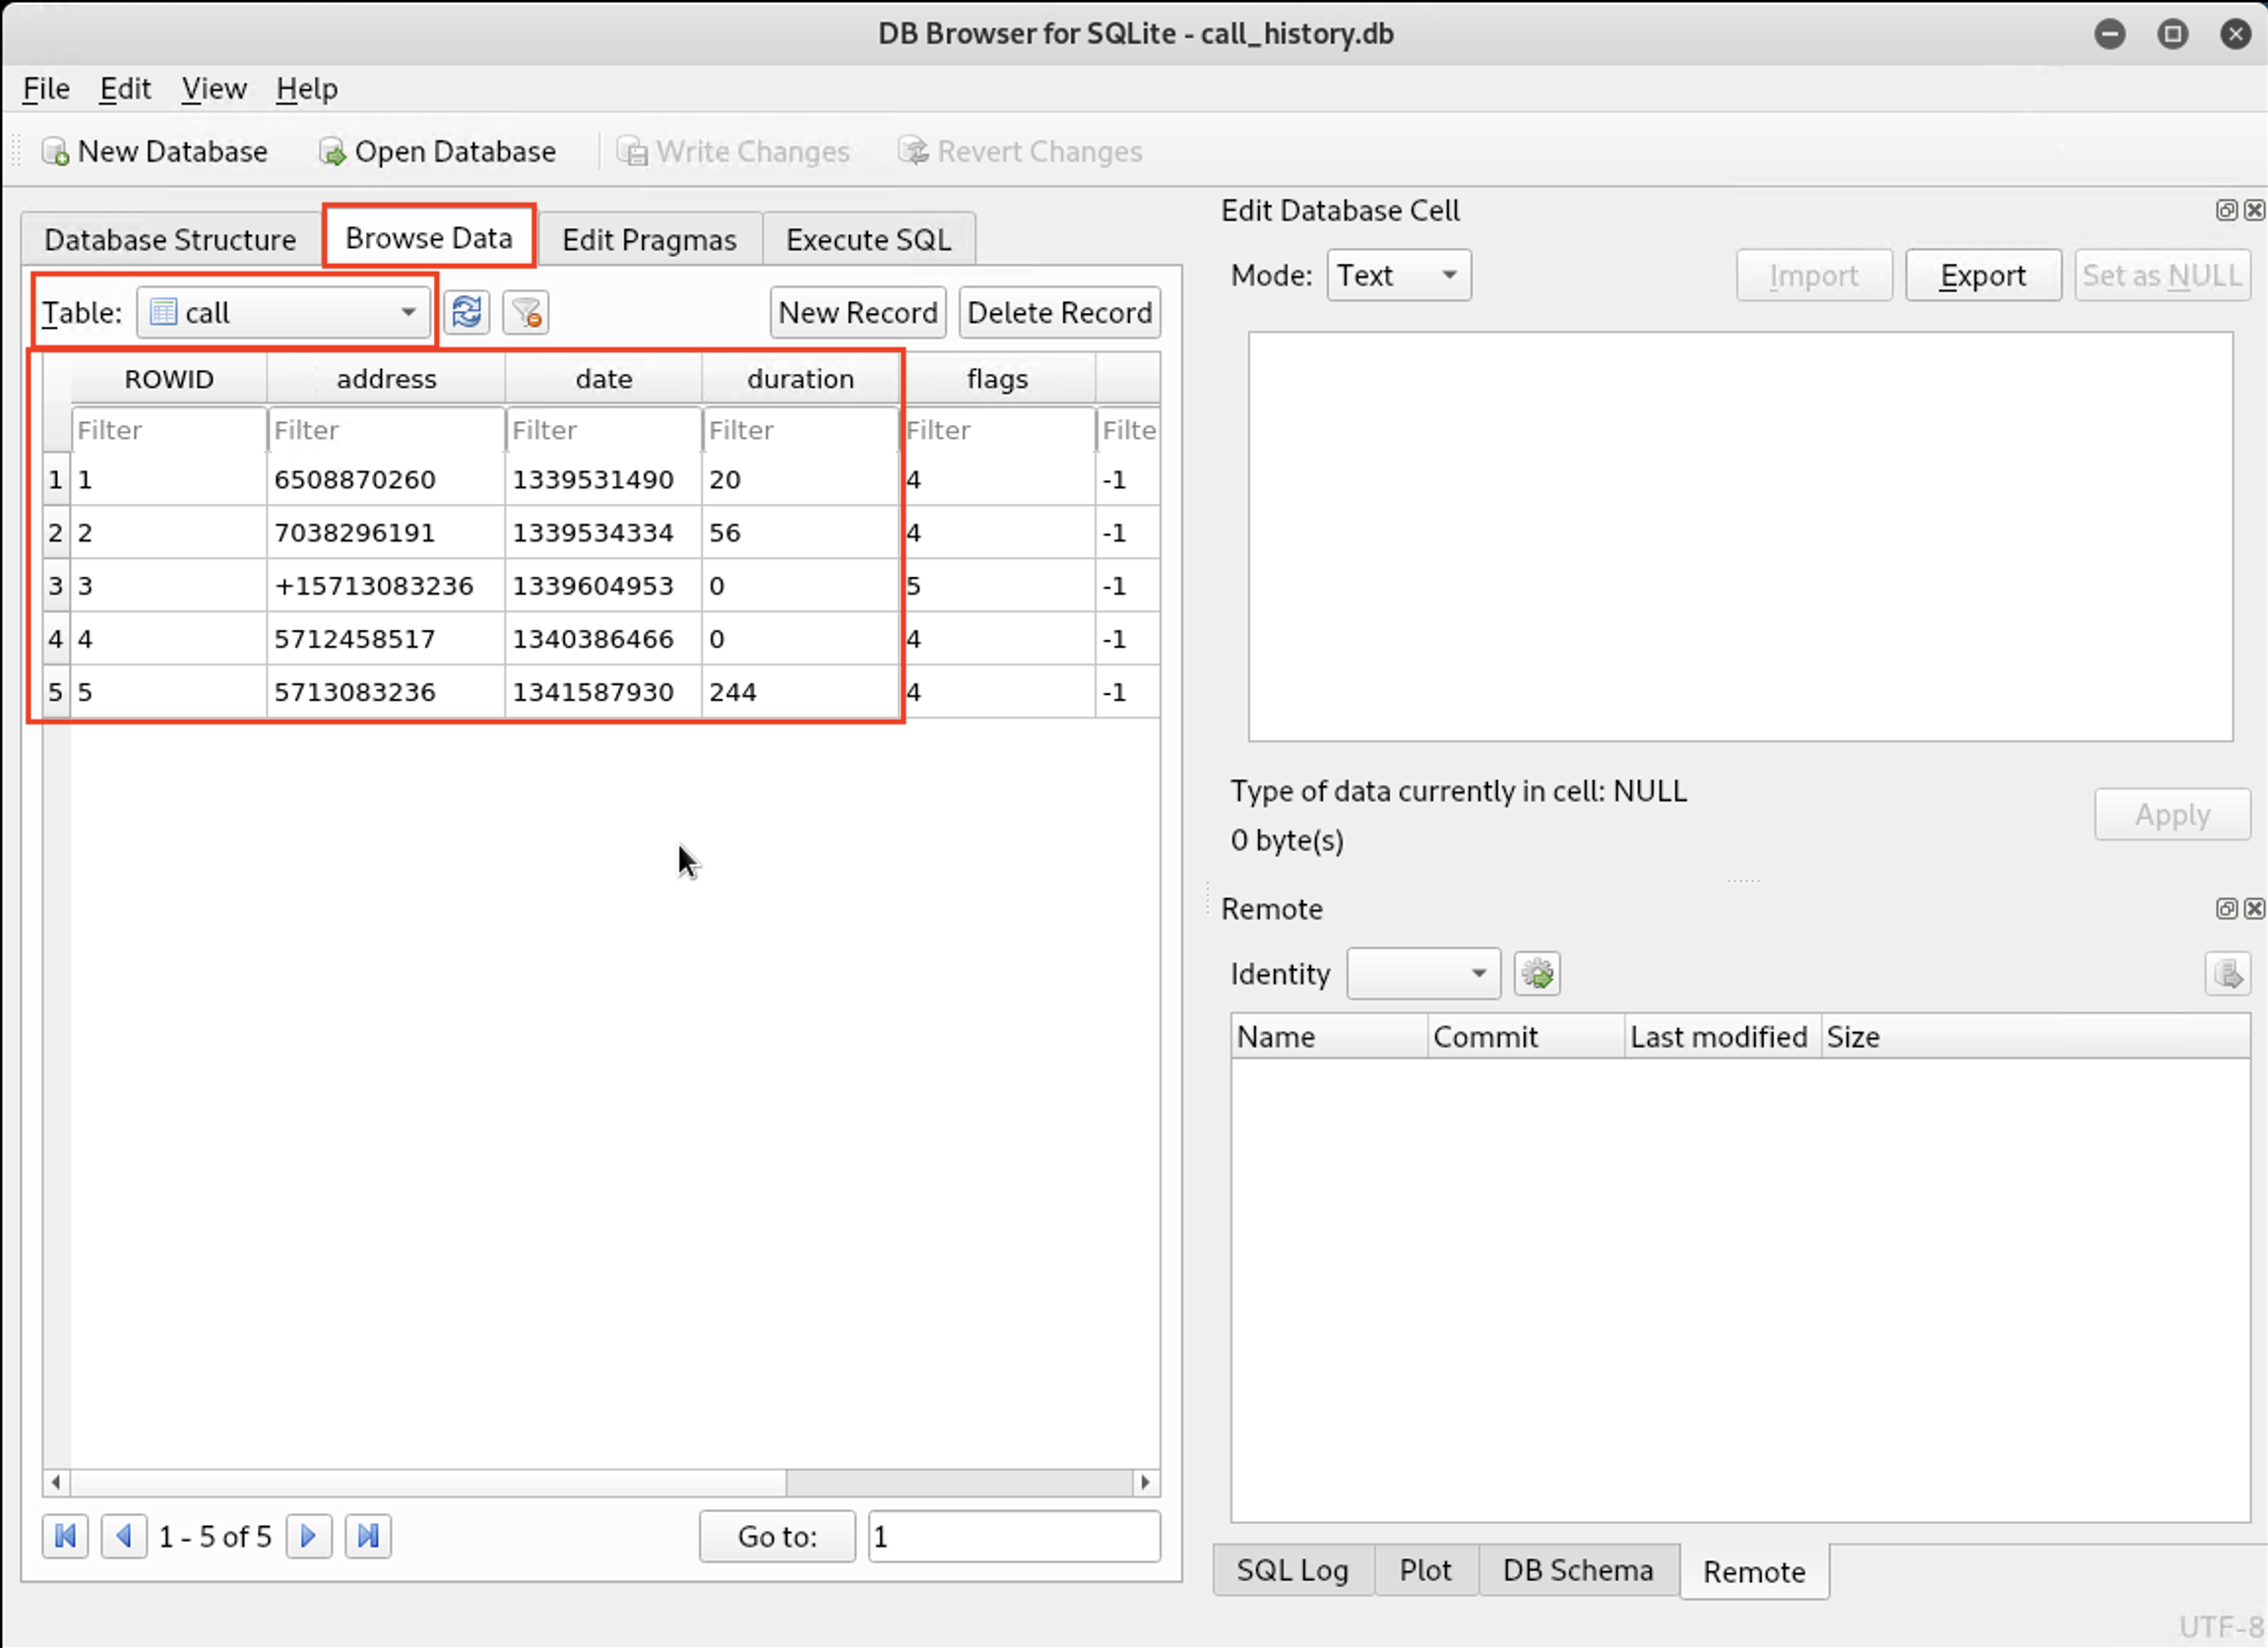 DB Browser for SQLite - call_history.db
File Edit View Help
New Database Open Database Write Changes Revert Changes
Database Structure Browse Data Edit Pragmas Execute SQL
Table: call New Record Delete Record
ROWID address date duration flags
Filter Filter Filter Filter Filter Filte
1 1 6508870260 1339531490 20 4 -1
2 2 7038296191 1339534334 56 4 -1
3 3 +15713083236 1339604953 0 5 -1
4 4 5712458517 1340386466 0 4 -1
5 5 5713083236 1341587930 244 4 -1
1 - 5 of 5 Go to: 1
Edit Database Cell
Mode: Text Import Export Set as NULL
Type of data currently in cell: NULL
0 byte(s)
Apply
Remote
Identity
Name Commit Last modified Size
SQL Log Plot DB Schema Remote
UTF-8